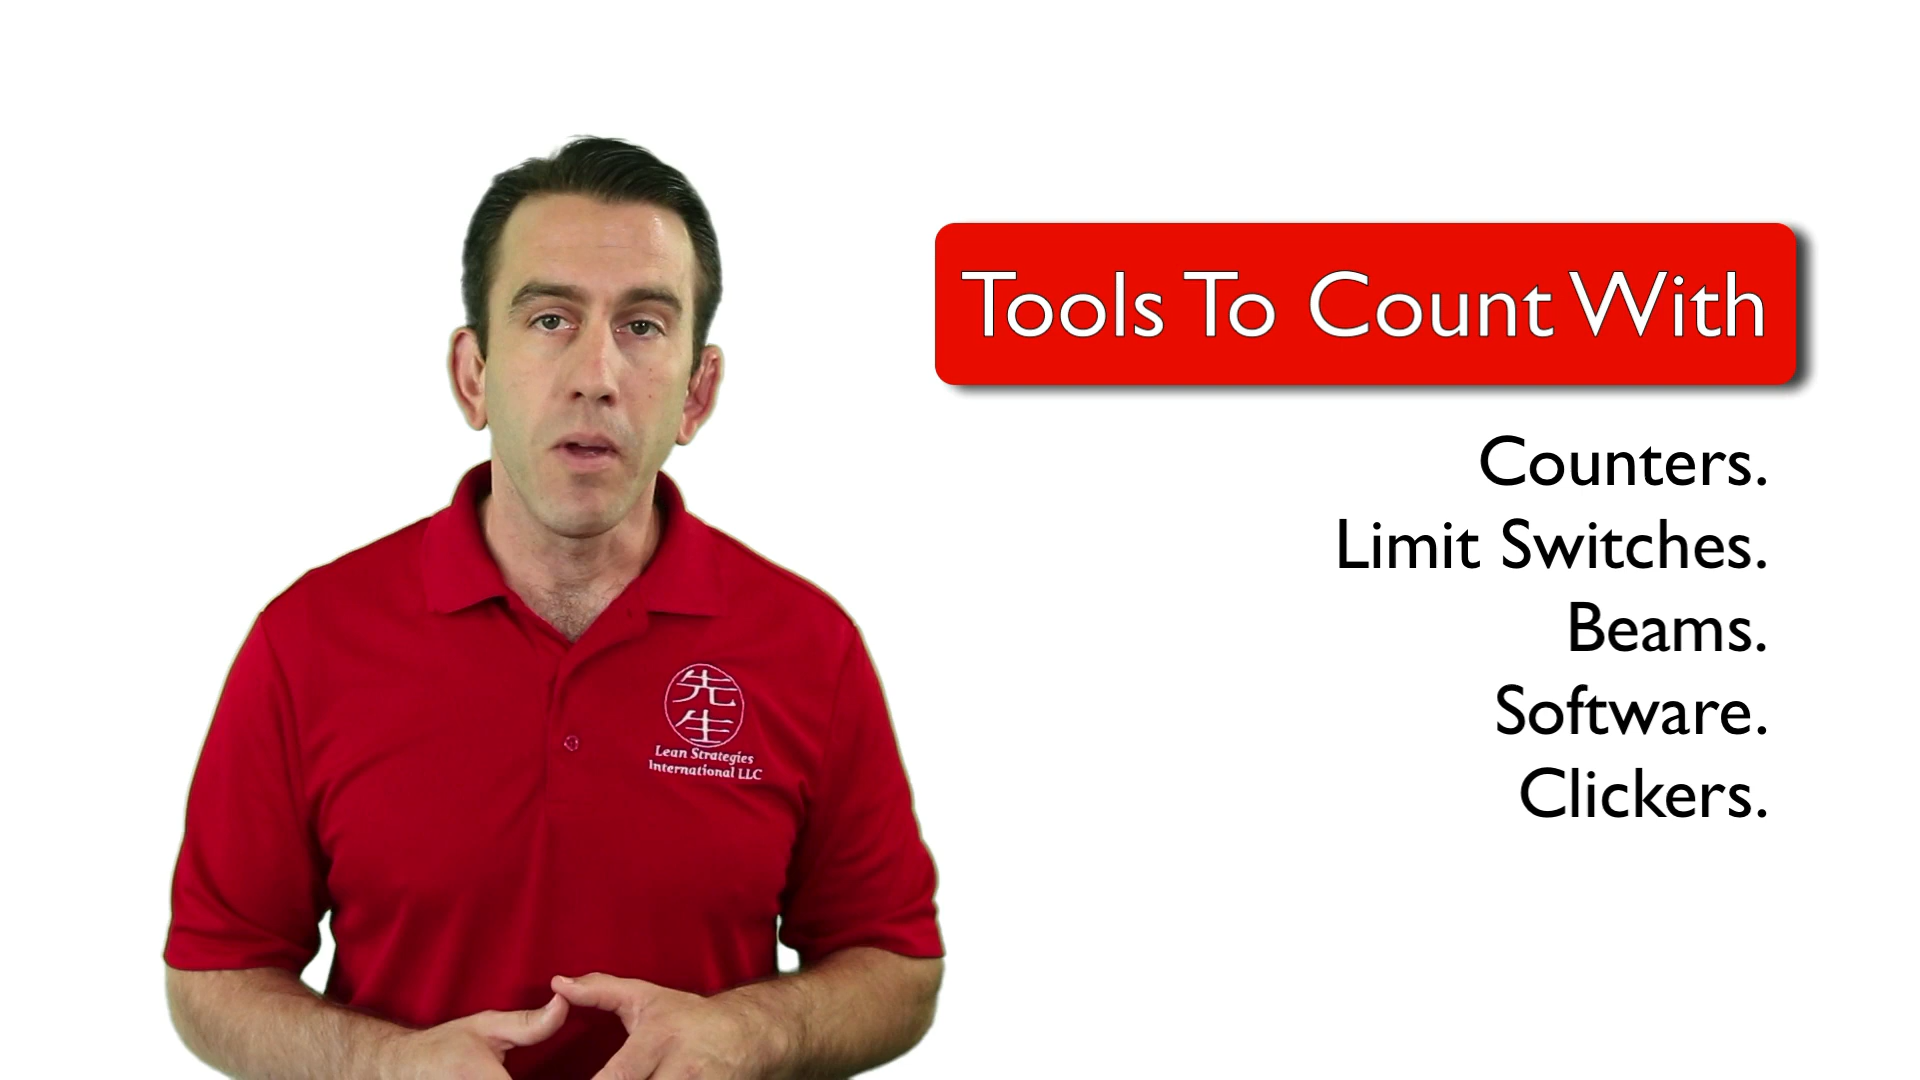 Tools To Count With
Counters.
Limit Switches.
Beams.
Software.
Clickers.
先
生
Lean Strategies
International LLC